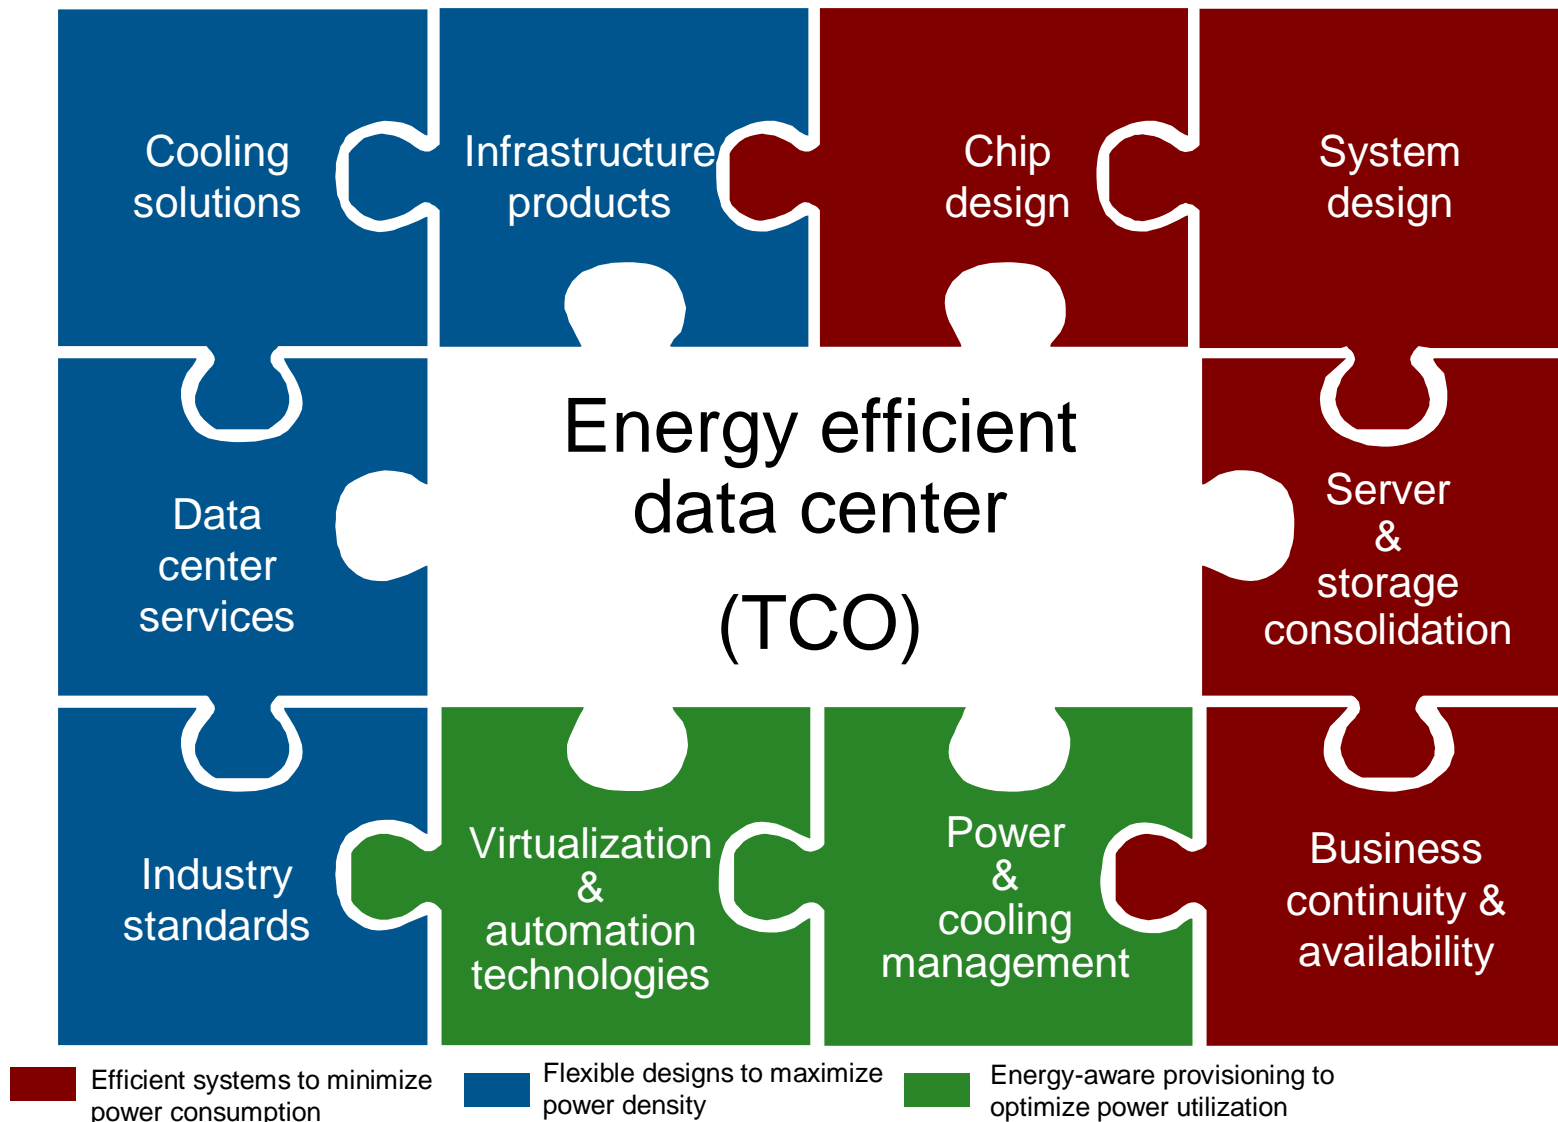 Cooling
solutions
Infrastructure
products
Chip
design
System
design
Energy efficient
data center
(TCO)
Data
center
services
Server
&
storage
consolidation
Industry
standards
Virtualization
&
automation
technologies
Power
&
cooling
management
Business
continuity &
availability
Efficient systems to minimize
power consumption
Flexible designs to maximize
power density
Energy-aware provisioning to
optimize power utilization